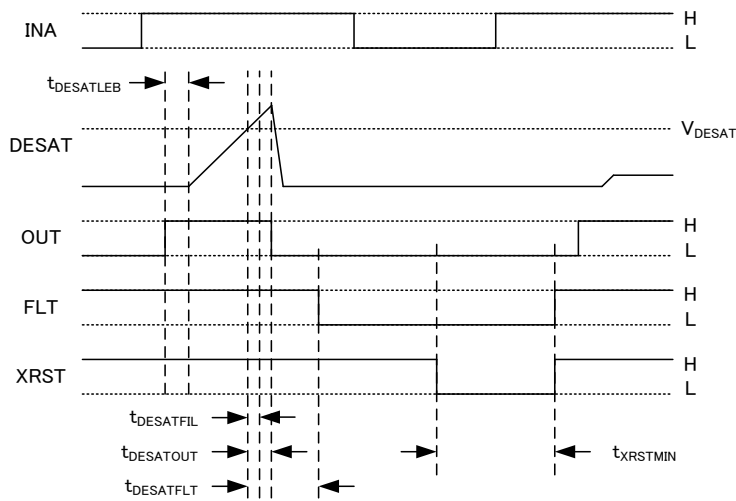 INA
H
L
tDESATLEB
DESAT
VDESAT
OUT
H
L
FLT
H
L
XRST
H
L
tDESATFIL
tDESATOUT
tXRSTMIN
tDESATFLT